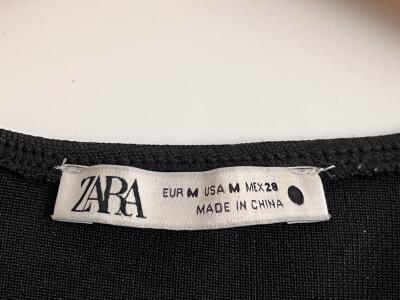 ZARA
EUR M USA M MEX 28
MADE IN CHINA